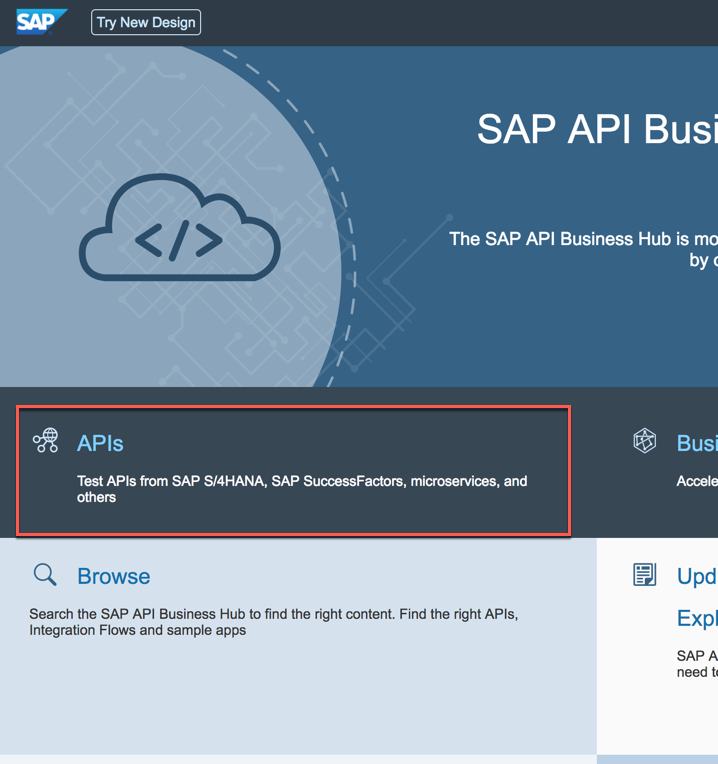 SAP
Try New Design
SAP API Busi
The SAP API Business Hub is mo
by
</>
APIs
Test APIs from SAP S/4HANA, SAP SuccessFactors, microservices, and
others
Busi
Accele
Browse
Search the SAP API Business Hub to find the right content. Find the right APIs,
Integration Flows and sample apps
Upd
Expl
SAP A
need to